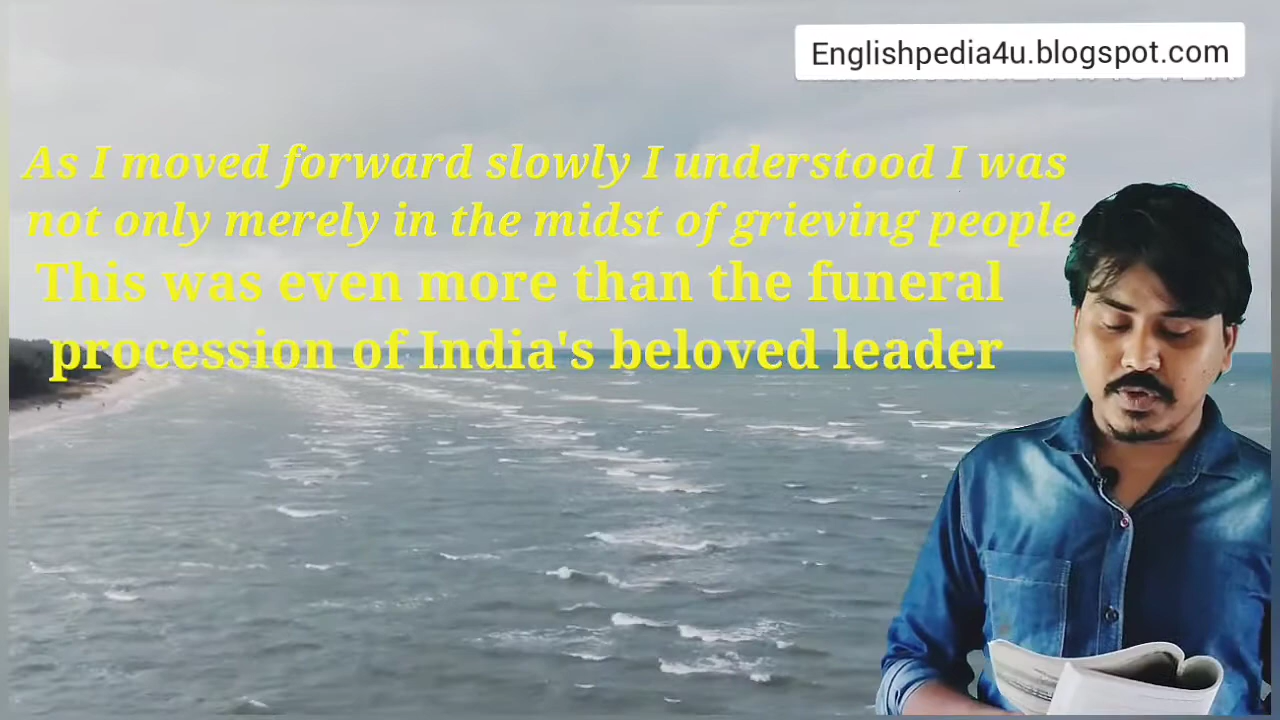 Englishpedia4u.blogspot.com
As I moved forward slowly I understood I was
not only merely in the midst of grieving people
This was even more than the funeral
procession of India's beloved leader